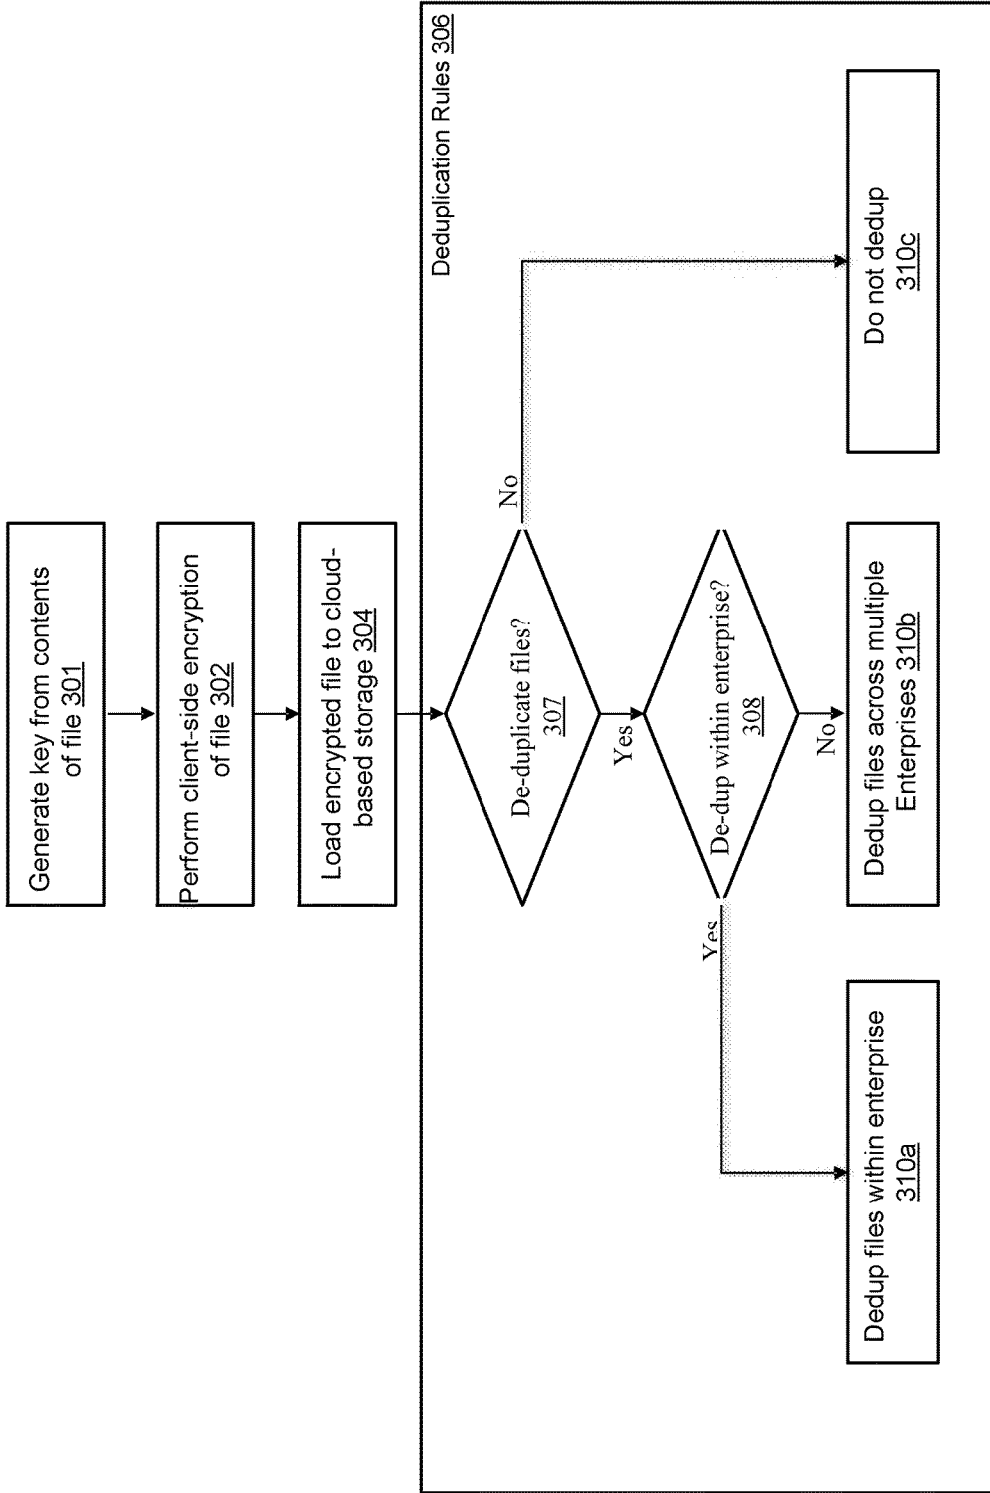 Generate key from contents
of file 301
Perform client-side encryption
of file 302
Load encrypted file to cloud-
based storage 304
Deduplication Rules 306
De-duplicate files?
307
No
Yes
De-dup within enterprise?
308
Yes
No
Dedup files within enterprise
310a
Dedup files across multiple
Enterprises 310b
Do not dedup
310c